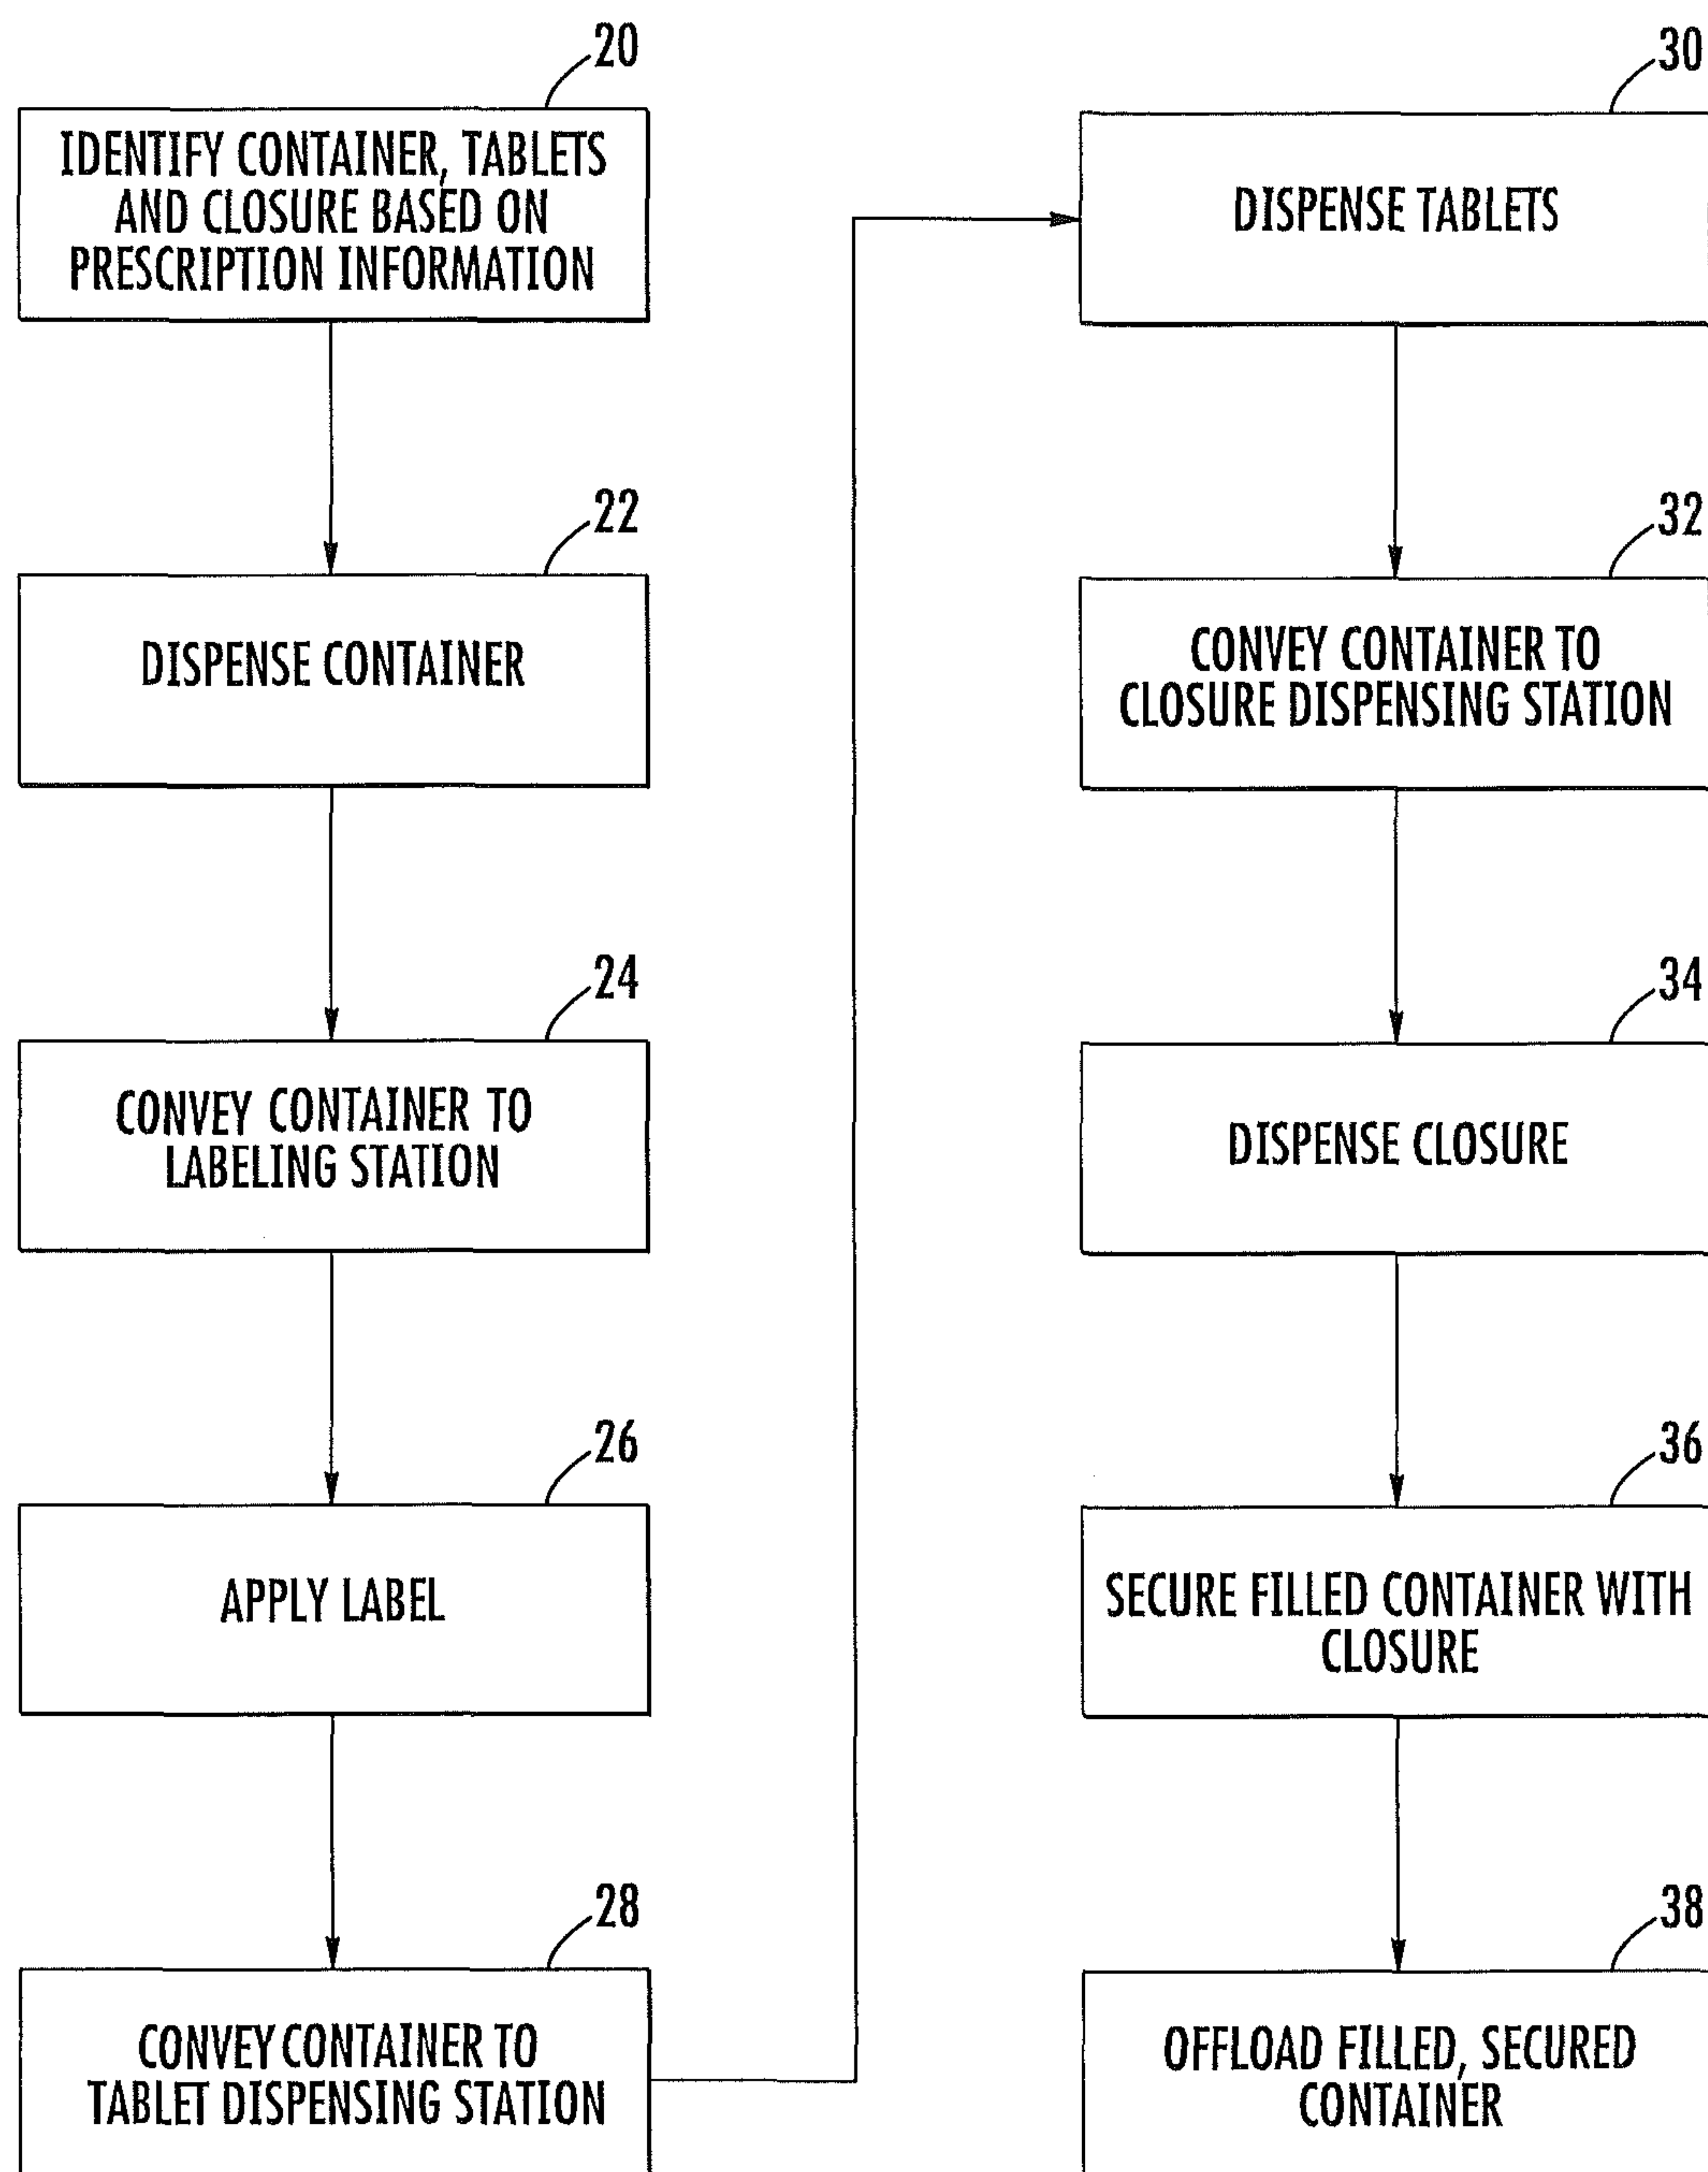 20
IDENTIFY CONTAINER, TABLETS
AND CLOSURE BASED ON
PRESCRIPTION INFORMATION
22
DISPENSE CONTAINER
24
CONVEY CONTAINER TO
LABELING STATION
26
APPLY LABEL
28
CONVEY CONTAINER TO
TABLET DISPENSING STATION
30
DISPENSE TABLETS
32
CONVEY CONTAINER TO
CLOSURE DISPENSING STATION
34
DISPENSE CLOSURE
36
SECURE FILLED CONTAINER WITH
CLOSURE
38
OFFLOAD FILLED, SECURED
CONTAINER